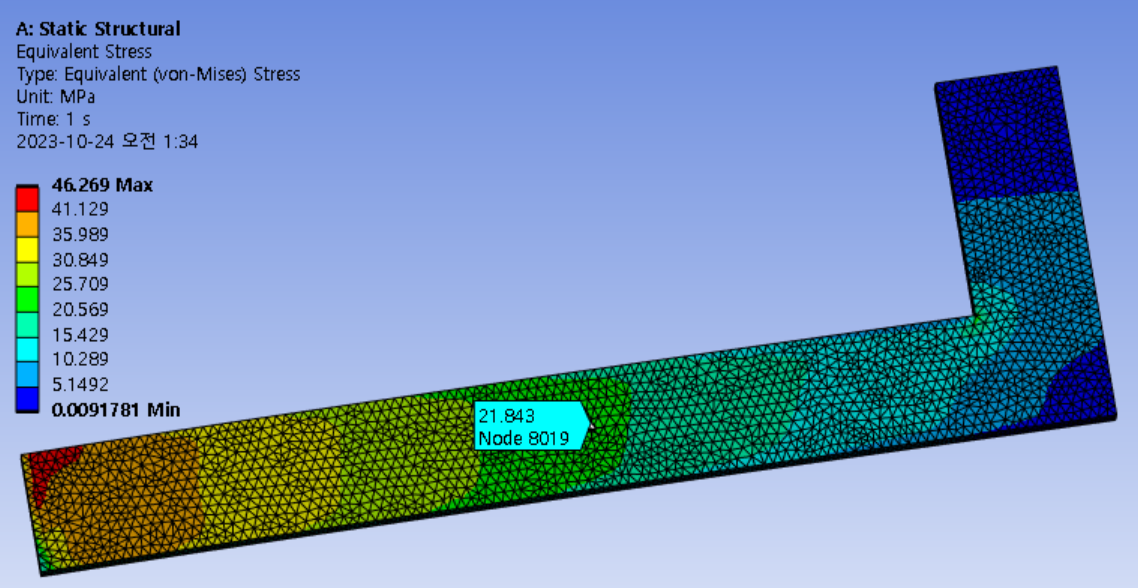 A: Static Structural
Equivalent Stress
Type: Equivalent (von-Mises) Stress
Unit: MPa
Time: 1 s
2023-10-24 오전 1:34
46.269 Max
41.129
35.989
30.849
25.709
20.569
15.429
10.289
5.1492
0.0091781 Min
21.843
Node 8019